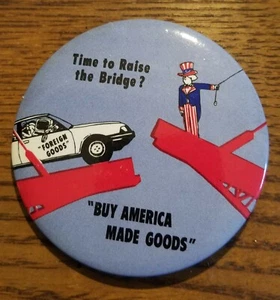 Time to Raise
the Bridge?
"FOREIGN
GOODS"
"BUY AMERICA
MADE GOODS"